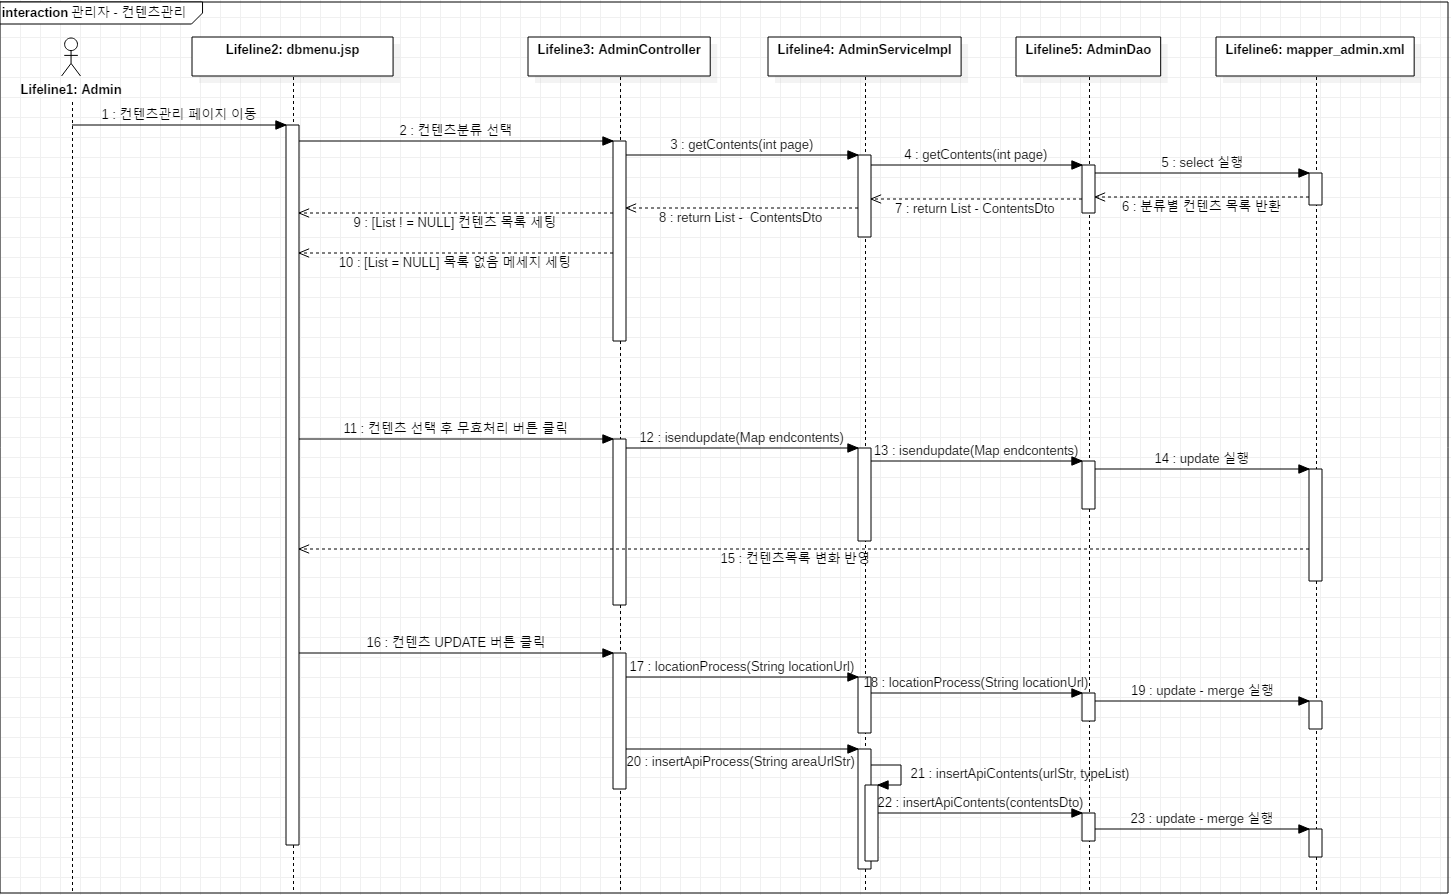 interaction 관리자 - 컨텐츠관리
Lifeline1: Admin
Lifeline2: dbmenu.jsp
Lifeline3: AdminController
Lifeline4: AdminServiceImpl
Lifeline5: AdminDao
Lifeline6: mapper_admin.xml
1 : 컨텐츠관리 페이지 이동
2 : 컨텐츠분류 선택
3 : getContents(int page)
4 : getContents(int page)
5 : select 실행
6 : 분류별 컨텐츠 목록 반환
7 : return List - ContentsDto
8 : return List -  ContentsDto
9 : [List ! = NULL] 컨텐츠 목록 세팅
10 : [List = NULL] 목록 없음 메세지 세팅
11 : 컨텐츠 선택 후 무효처리 버튼 클릭
12 : isendupdate(Map endcontents)
13 : isendupdate(Map endcontents)
14 : update 실행
15 : 컨텐츠목록 변화 반영
16 : 컨텐츠 UPDATE 버튼 클릭
17 : locationProcess(String locationUrl)
18 : locationProcess(String locationUrl)
19 : update - merge 실행
20 : insertApiProcess(String areaUrlStr)
21 : insertApiContents(urlStr, typeList)
22 : insertApiContents(contentsDto)
23 : update - merge 실행